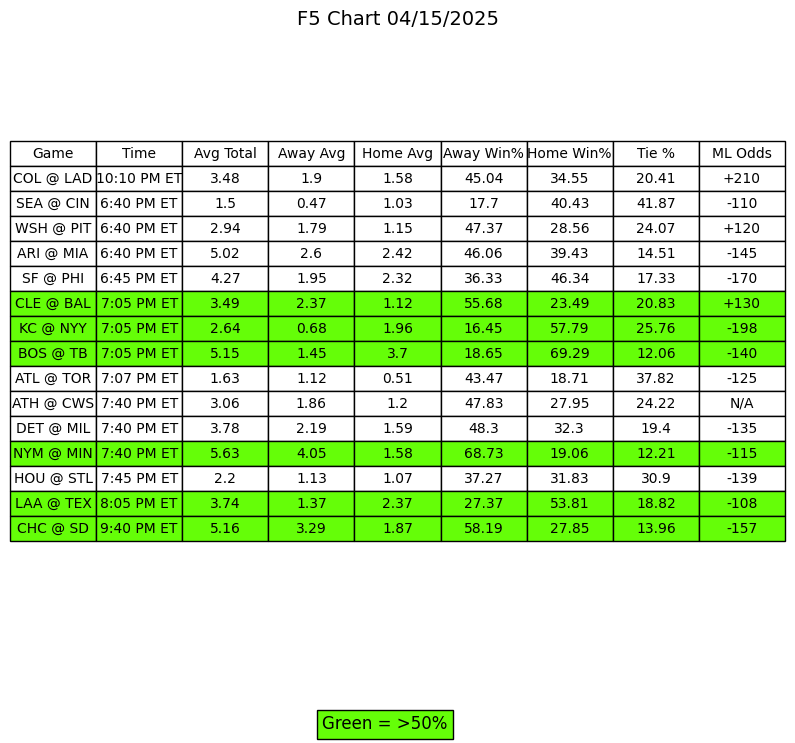 F5 Chart 04/15/2025
Game Time Avg Total Away Avg Home Avg Away Win% Home Win% Tie % ML Odds
COL @ LAD 10:10 PM ET 3.48 1.9 1.58 45.04 34.55 20.41 +210
SEA @ CIN 6:40 PM ET 1.5 0.47 1.03 17.7 40.43 41.87 -110
WSH @ PIT 6:40 PM ET 2.94 1.79 1.15 47.37 28.56 24.07 +120
ARI @ MIA 6:40 PM ET 5.02 2.6 2.42 46.06 39.43 14.51 -145
SF @ PHI 6:45 PM ET 4.27 1.95 2.32 36.33 46.34 17.33 -170
CLE @ BAL 7:05 PM ET 3.49 2.37 1.12 55.68 23.49 20.83 +130
KC @ NYY 7:05 PM ET 2.64 0.68 1.96 16.45 57.79 25.76 -198
BOS @ TB 7:05 PM ET 5.15 1.45 3.7 18.65 69.29 12.06 -140
ATL @ TOR 7:07 PM ET 1.63 1.12 0.51 43.47 18.71 37.82 -125
ATH @ CWS 7:40 PM ET 3.06 1.86 1.2 47.83 27.95 24.22 N/A
DET @ MIL 7:40 PM ET 3.78 2.19 1.59 48.3 32.3 19.4 -135
NYM @ MIN 7:40 PM ET 5.63 4.05 1.58 68.73 19.06 12.21 -115
HOU @ STL 7:45 PM ET 2.2 1.13 1.07 37.27 31.83 30.9 -139
LAA @ TEX 8:05 PM ET 3.74 1.37 2.37 27.37 53.81 18.82 -108
CHC @ SD 9:40 PM ET 5.16 3.29 1.87 58.19 27.85 13.96 -157
Green = >50%